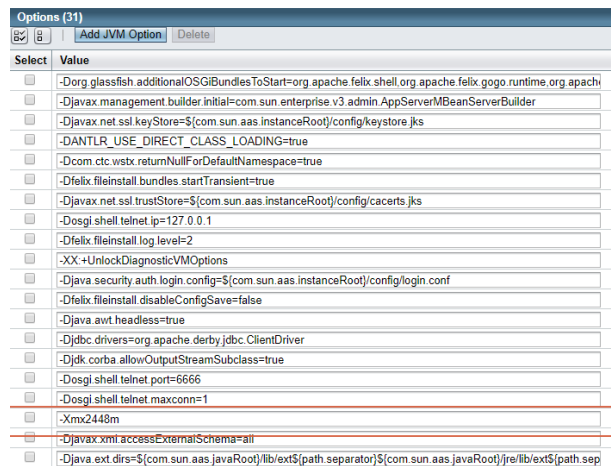 Options (31)
Add JVM Option Delete
Select Value
-Dorg.glassfish.additionalOSGiBundlesToStart=org.apache.felix.shell,org.apache.felix.gogo.runtime,org.apach
-Djavax.management.builder.initial=com.sun.enterprise.v3.admin.AppServerMBeanServerBuilder
-Djavax.net.ssl.keyStore=${com.sun.aas.instanceRoot}/config/keystore.jks
-DANTLR_USE_DIRECT_CLASS_LOADING=true
-Dcom.ctc.wstx.returnNullForDefaultNamespace=true
-Dfelix.fileinstall.bundles.startTransient=true
-Djavax.net.ssl.trustStore=${com.sun.aas.instanceRoot}/config/cacerts.jks
-Dosgi.shell.telnet.ip=127.0.0.1
-Dfelix.fileinstall.log.level=2
-XX:+UnlockDiagnosticVMOptions
-Djava.security.auth.login.config=${com.sun.aas.instanceRoot}/config/login.conf
-Dfelix.fileinstall.disableConfigSave=false
-Djava.awt.headless=true
-Djdbc.drivers=org.apache.derby.jdbc.ClientDriver
-Djdk.corba.allowOutputStreamSubclass=true
-Dosgi.shell.telnet.port=6666
-Dosgi.shell.telnet.maxconn=1
-Xmx2448m
-Djavax.xml.accessExternalSchema=all
-Djava.ext.dirs=${com.sun.aas.javaRoot}/lib/ext${path.separator}${com.sun.aas.javaRoot}/jre/lib/ext${path.sep